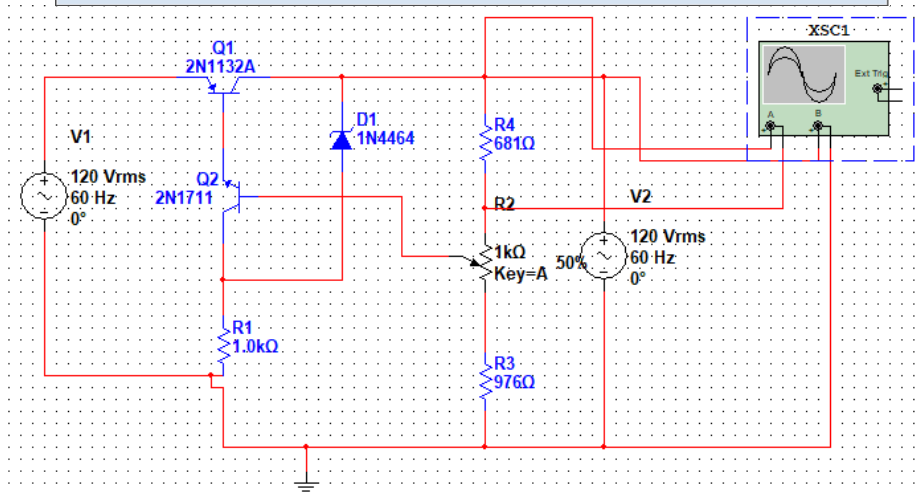 XSC1
Ext Trig
+
A
B
+
-
+
-
Q1
2N1132A
V1
120 Vrms
60 Hz
0°
D1
1N4464
Q2
2N1711
R4
681Ω
R2
1kΩ
Key=A
50%
V2
120 Vrms
60 Hz
0°
R1
1.0kΩ
R3
976Ω